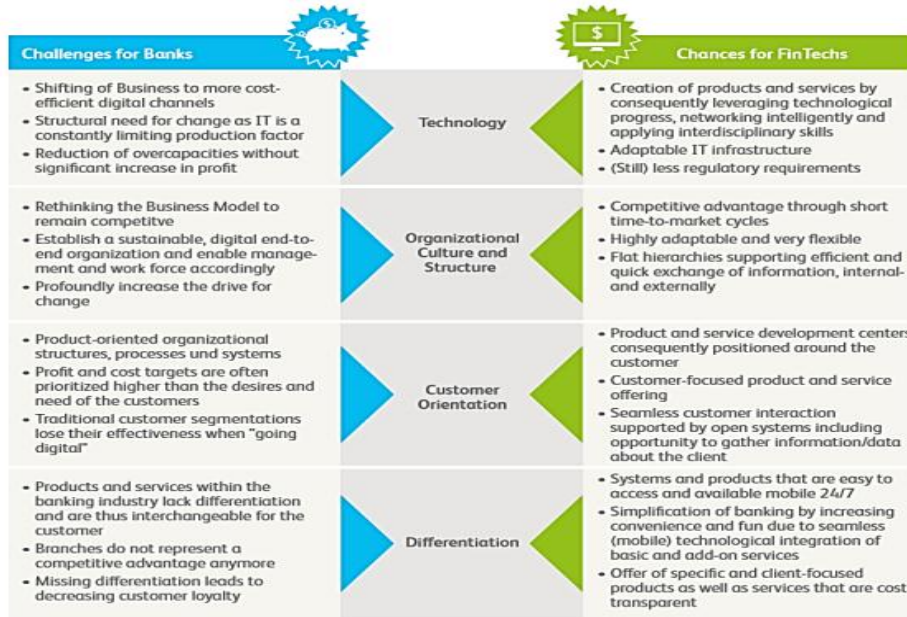 $
$
Challenges for Banks
Chances for FinTechs
• Shifting of Business to more cost-
efficient digital channels
• Structural need for change as IT is a
constantly limiting production factor
• Reduction of overcapacities without
significant increase in profit
Technology
• Creation of products and services by
consequently leveraging technological
progress, networking intelligently and
applying interdisciplinary skills
• Adaptable IT infrastructure
• (Still) less regulatory requirements
• Rethinking the Business Model to
remain competitve
• Establish a sustainable, digital end-to-
end organization and enable manage-
ment and work force accordingly
• Profoundly increase the drive for
change
Organizational
Culture and
Structure
• Competitive advantage through short
time-to-market cycles
• Highly adaptable and very flexible
• Flat hierarchies supporting efficient and
quick exchange of information, internal-
and externally
• Product-oriented organizational
structures, processes und systems
• Profit and cost targets are often
prioritized higher than the desires and
need of the customers
• Traditional customer segmentations
lose their effectiveness when "going
digital"
Customer
Orientation
• Product and service development centers
consequently positioned around the
customer
• Customer-focused product and service
offering
• Seamless customer interaction
supported by open systems including
opportunity to gather information/data
about the client
• Products and services within the
banking industry lack differentiation
and are thus interchangeable for the
customer
• Branches do not represent a
competitive advantage anymore
• Missing differentiation leads to
decreasing customer loyalty
Differentiation
• Systems and products that are easy to
access and available mobile 24/7
• Simplification of banking by increasing
convenience and fun due to seamless
(mobile) technological integration of
basic and add-on services
• Offer of specific and client-focused
products as well as services that are cost
transparent